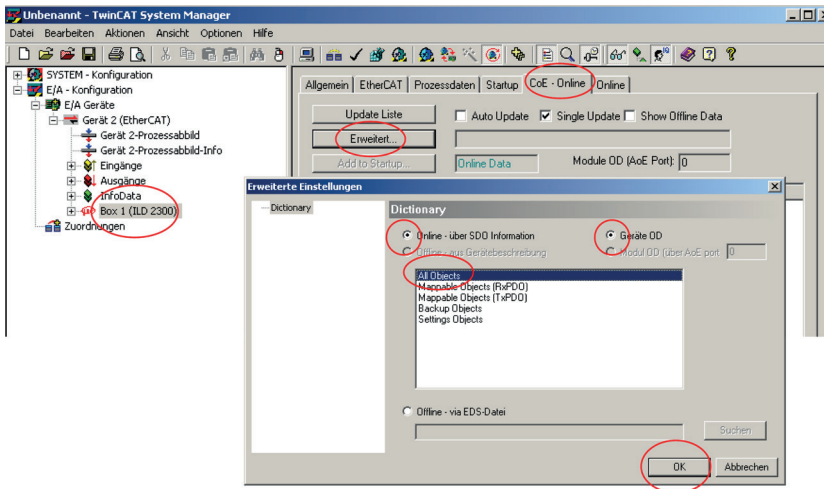 Unbenannt - TwinCAT System Manager
Datei Bearbeiten Aktionen Ansicht Optionen Hilfe
SYSTEM - Konfiguration
E/A - Konfiguration
E/A Geräte
Gerät 2 (EtherCAT)
Gerät 2-Prozessabbild
Gerät 2-Prozessabbild-Info
Eingänge
Ausgänge
InfoData
Box 1 (ILD 2300)
Zuordnungen
Allgemein EtherCAT Prozessdaten Startup CoE - Online Online
Update Liste Auto Update Single Update Show Offline Data
Erweitert...
Add to Startup... Online Data Module OD (AoE Port): 0
Erweiterte Einstellungen
Dictionary
Dictionary
Online - über SDO Information Geräte OD
Offline - aus Gerätebeschreibung Modul OD (über AoE port 0
All Objects
Mappable Objects (RxPDO)
Mappable Objects (TxPDO)
Backup Objects
Settings Objects
Offline - via EDS-Datei
Suchen
OK Abbrechen